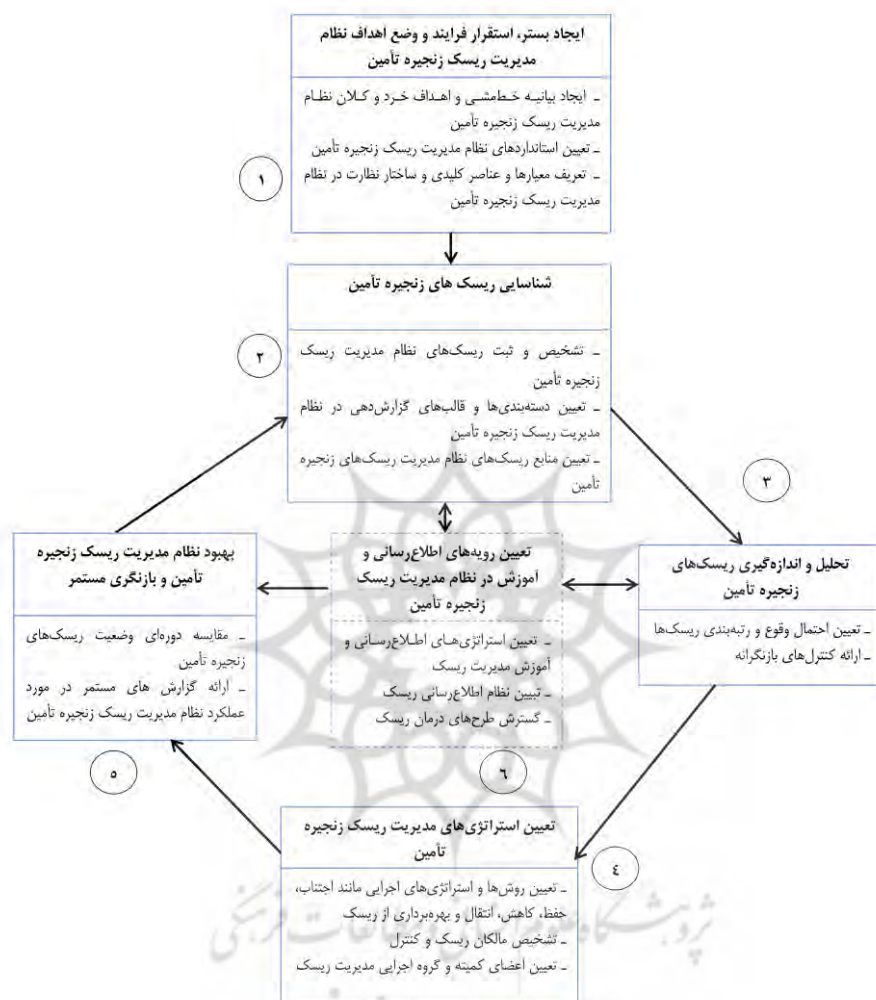 ایجاد بستر، استقرار فرایند و وضع اهداف نظام
مدیریت ریسک زنجیره تأمین
ـ ایجاد بیانیه خط‌مشی و اهداف خرد و کلان نظام
مدیریت ریسک زنجیره تأمین
ـ تعیین استانداردهای نظام مدیریت ریسک زنجیره تأمین
ـ تعریف معیارها و عناصر کلیدی و ساختار نظارت در نظام
مدیریت ریسک زنجیره تأمین
١
شناسایی ریسک های زنجیره تأمین
ـ تشخیص و ثبت ریسک‌های نظام مدیریت ریسک
زنجیره تأمین
ـ تعیین دسته‌بندی‌ها و قالب‌های گزارش‌دهی در نظام
مدیریت ریسک زنجیره تأمین
ـ تعیین منابع ریسک‌های نظام مدیریت ریسک‌های زنجیره
تأمین
٢
٣
تحلیل و اندازه‌گیری ریسک‌های
زنجیره تأمین
ـ تعیین احتمال وقوع و رتبه‌بندی ریسک‌ها
ـ ارائه کنترل‌های بازنگرانه
تعیین رویه‌های اطلاع‌رسانی و
آموزش در نظام مدیریت ریسک
زنجیره تأمین
ـ تعیین استراتژی‌های اطلاع‌رسانی و
آموزش مدیریت ریسک
ـ تبیین نظام اطلاع‌رسانی ریسک
ـ گسترش طرح‌های درمان ریسک
٦
بهبود نظام مدیریت ریسک زنجیره
تأمین و بازنگری مستمر
ـ مقایسه دوره‌ای وضعیت ریسک‌های
زنجیره تأمین
ـ ارائه گزارش های مستمر در مورد
عملکرد نظام مدیریت ریسک زنجیره تأمین
٥
تعیین استراتژی‌های مدیریت ریسک زنجیره
تأمین
ـ تعیین روش‌ها و استراتژی‌های اجرایی مانند اجتناب،
حفظ، کاهش، انتقال و بهره‌برداری از ریسک
ـ تشخیص مالکان ریسک و کنترل
ـ تعیین اعضای کمیته و گروه اجرایی مدیریت ریسک
٤